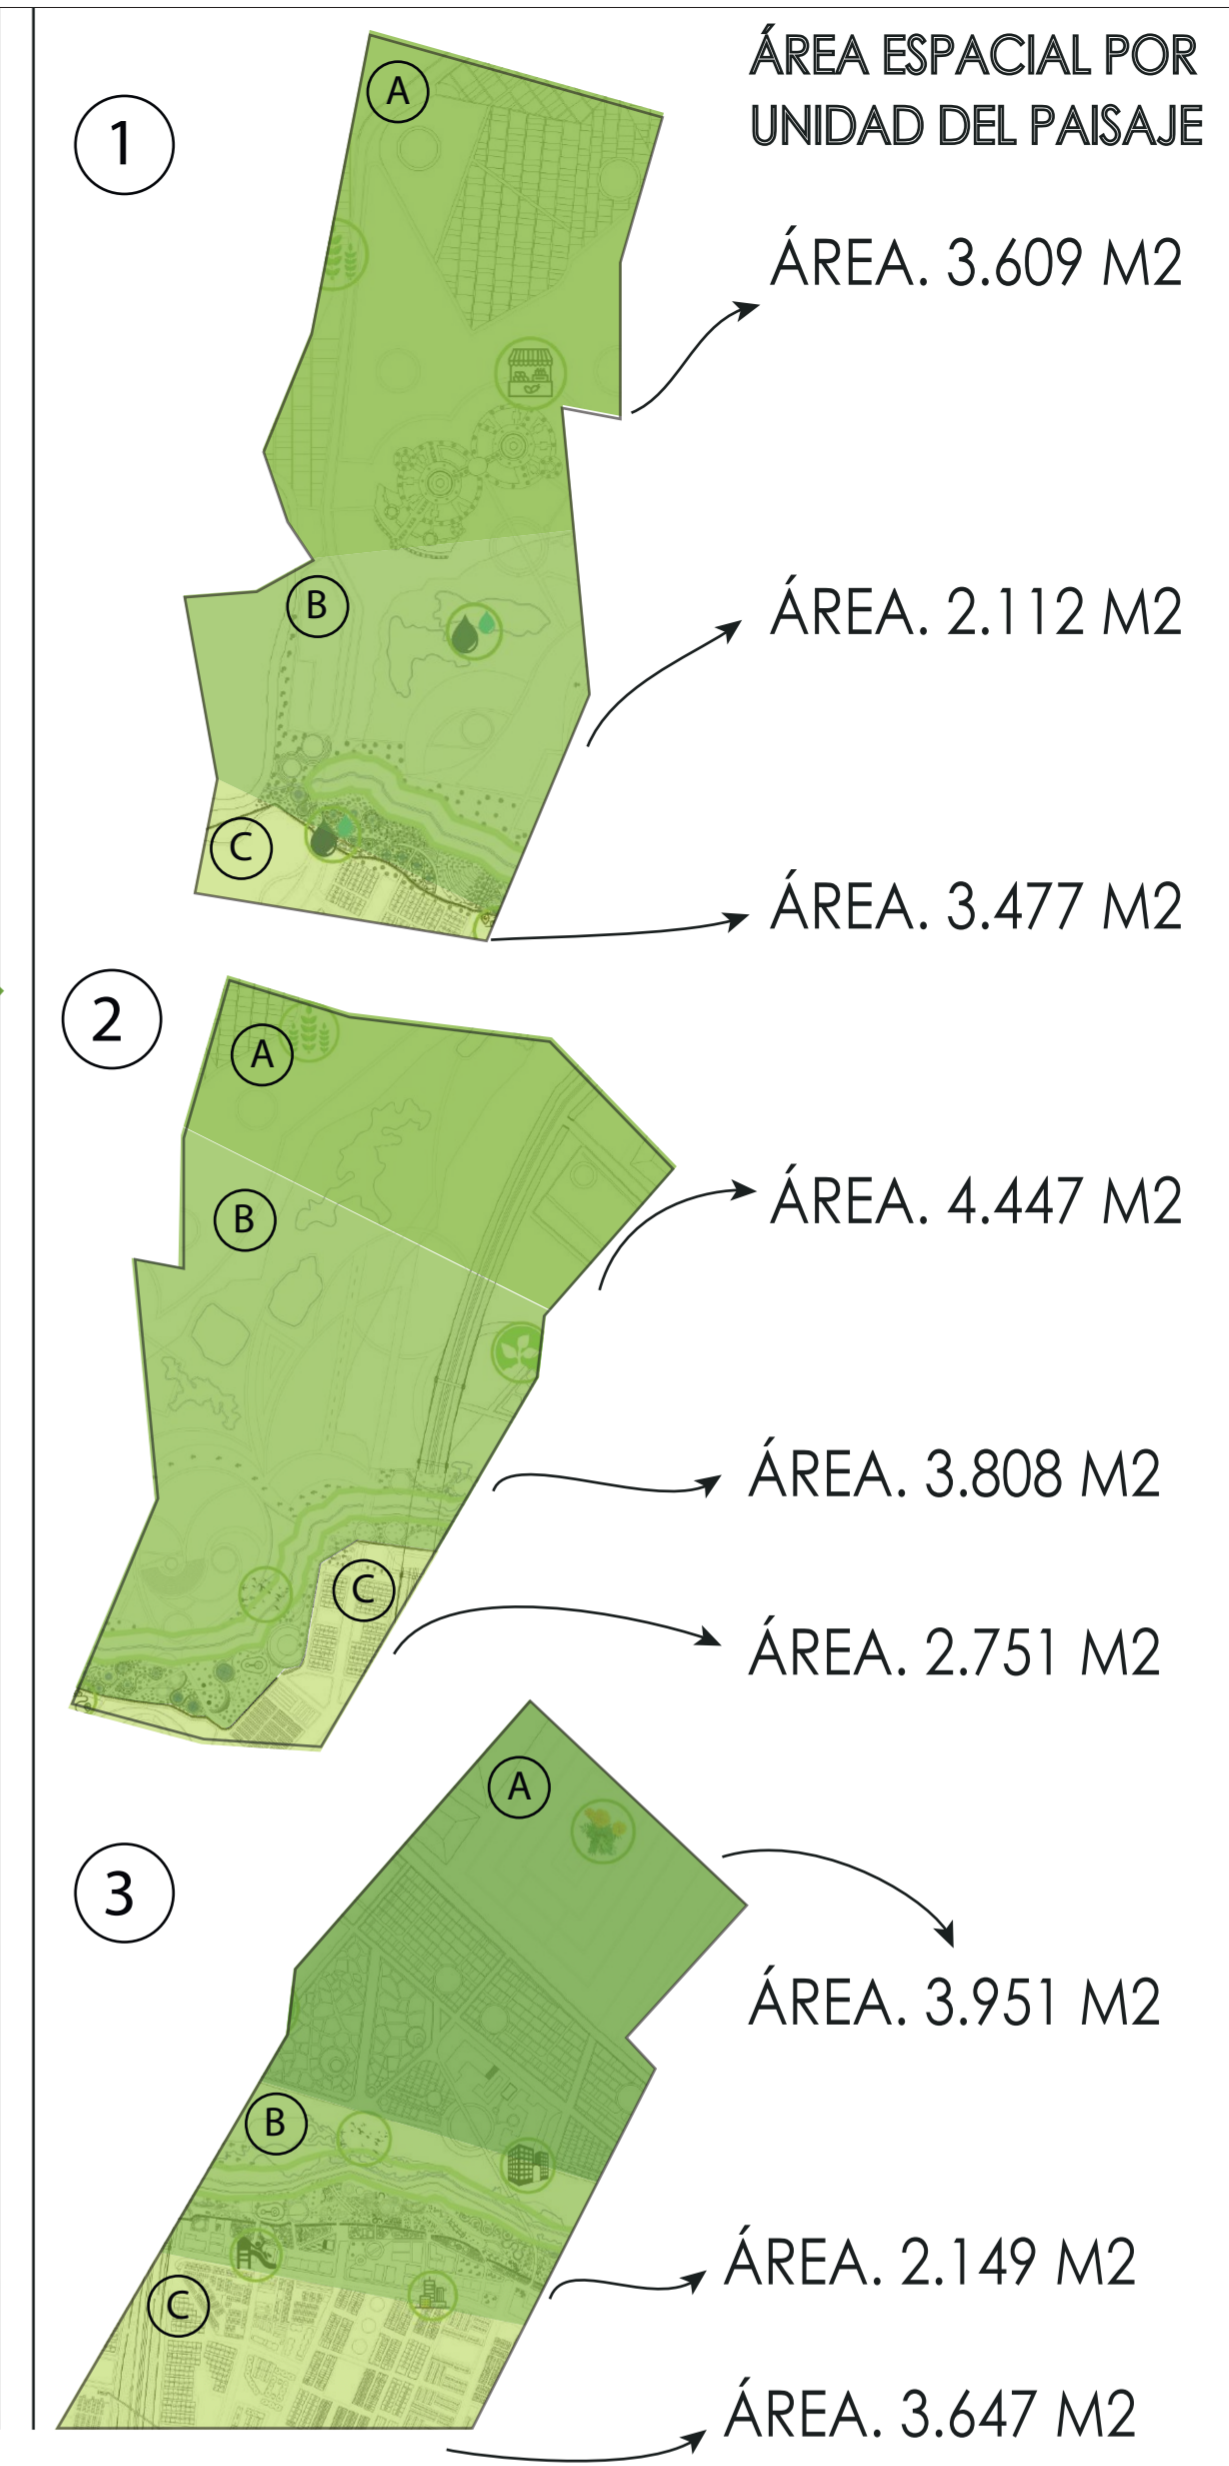 ÁREA ESPACIAL POR
UNIDAD DEL PAISAJE
1
A
ÁREA. 3.609 M2
B
ÁREA. 2.112 M2
C
ÁREA. 3.477 M2
2
A
B
ÁREA. 4.447 M2
ÁREA. 3.808 M2
C
ÁREA. 2.751 M2
3
A
ÁREA. 3.951 M2
B
ÁREA. 2.149 M2
C
ÁREA. 3.647 M2